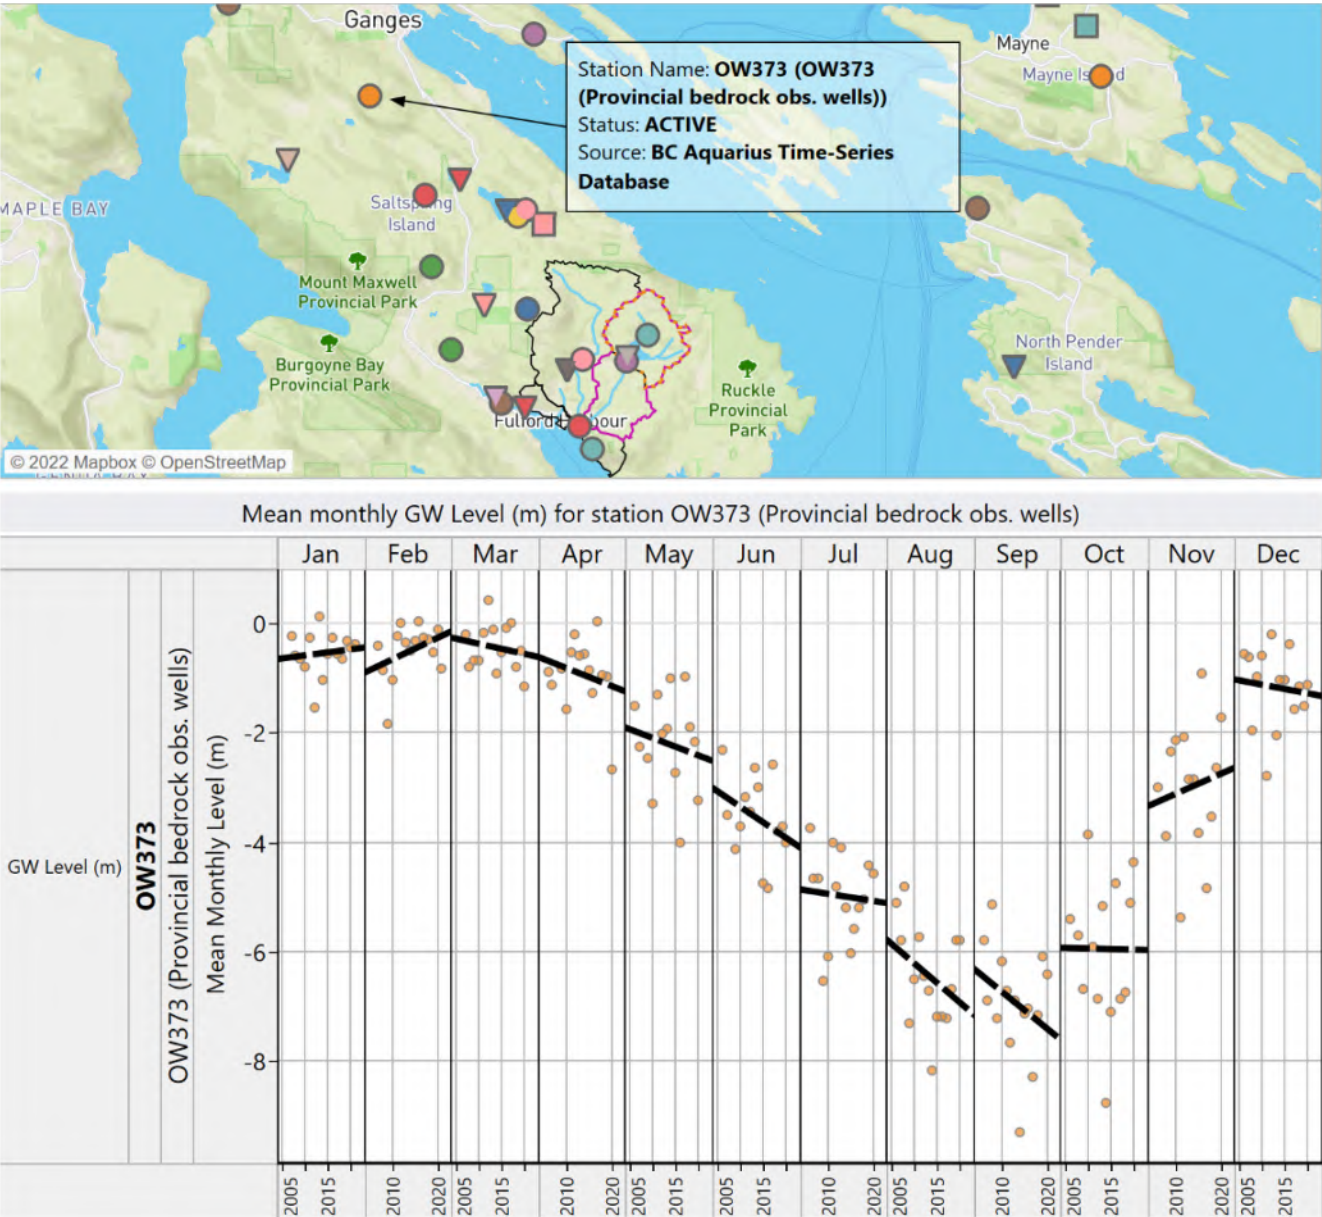 Ganges
Mayne
Mayne Is d
Station Name: OW373 (OW373
(Provincial bedrock obs. wells))
Status: ACTIVE
Source: BC Aquarius Time-Series
Database
MAPLE BAY
Saltsp ng
Island
Mount Maxwell
Provincial Park
Burgoyne Bay
Provincial Park
Ruckle
Provincial
Park
North Pender
Island
Fulford bour
© 2022 Mapbox © OpenStreetMap
Mean monthly GW Level (m) for station OW373 (Provincial bedrock obs. wells)
Jan Feb Mar Apr May Jun Jul Aug Sep Oct Nov Dec
GW Level (m)
OW373
OW373 (Provincial bedrock obs. wells)
Mean Monthly Level (m)
0
-2
-4
-6
-8
2005 2015 2010 2020 2005 2015 2010 2020 2005 2015 2005 2015 2010 2020 2005 2015 2010 2020 2005 2015 2010 2020 2005 2015